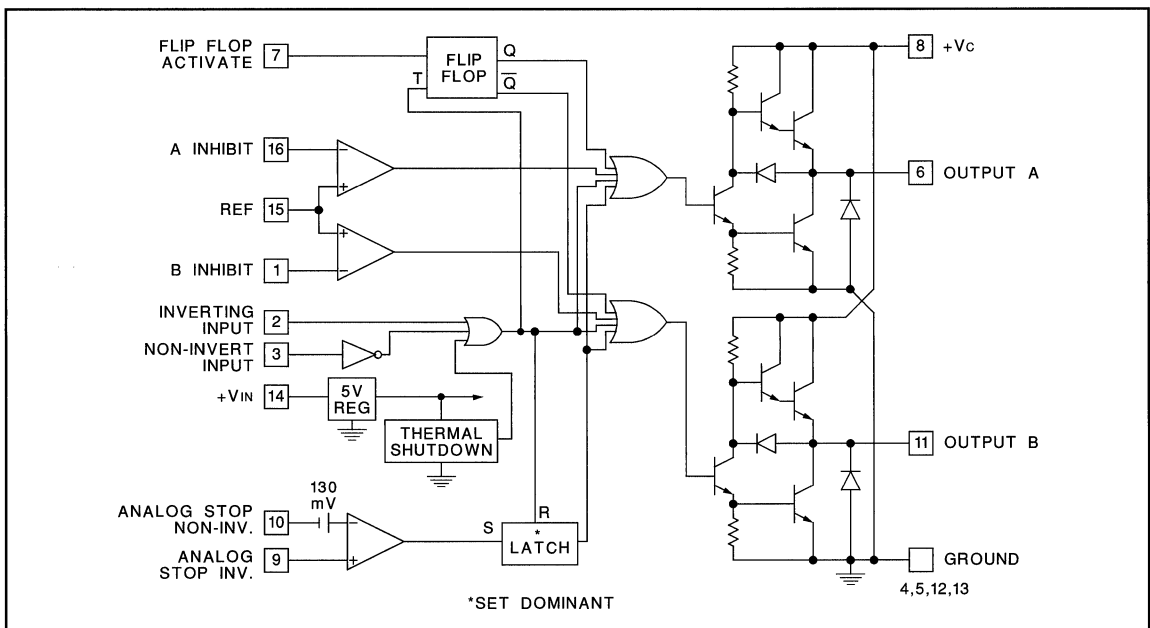 FLIP FLOP
ACTIVATE
7
T
FLIP
FLOP
Q
Q̅
8
+VC
A INHIBIT
16
−
+
6
OUTPUT A
REF
15
+
−
B INHIBIT
1
INVERTING
INPUT
2
NON-INVERT
INPUT
3
+VIN
14
5V
REG
THERMAL
SHUTDOWN
11
OUTPUT B
130
mV
ANALOG STOP
NON-INV.
10
−
+
S
R
*
LATCH
ANALOG
STOP INV.
9
GROUND
4,5,12,13
*SET DOMINANT